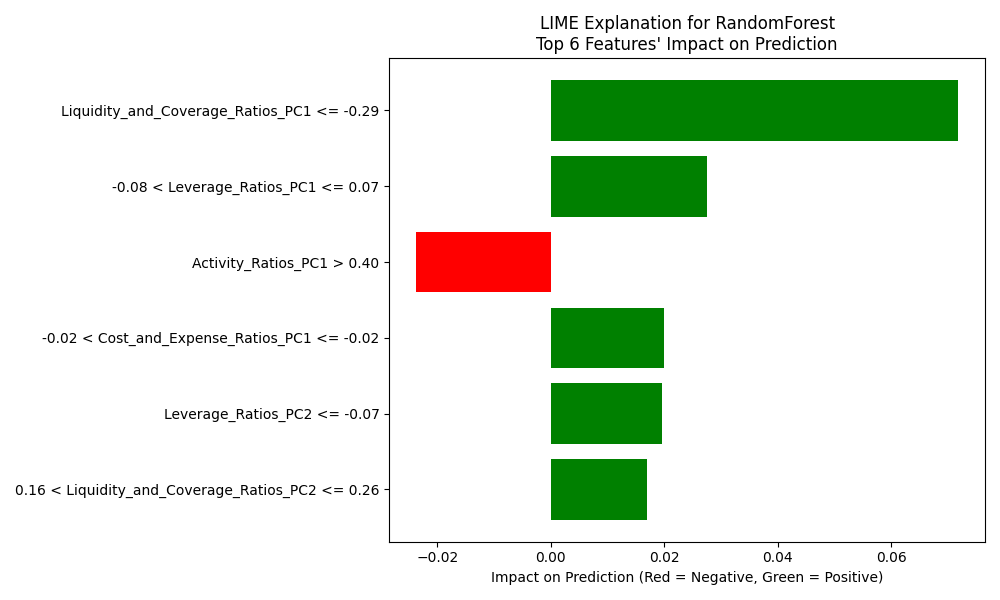 LIME Explanation for RandomForest
Top 6 Features' Impact on Prediction
Liquidity_and_Coverage_Ratios_PC1 <= -0.29
-0.08 < Leverage_Ratios_PC1 <= 0.07
Activity_Ratios_PC1 > 0.40
-0.02 < Cost_and_Expense_Ratios_PC1 <= -0.02
Leverage_Ratios_PC2 <= -0.07
0.16 < Liquidity_and_Coverage_Ratios_PC2 <= 0.26
−0.02 0.00 0.02 0.04 0.06
Impact on Prediction (Red = Negative, Green = Positive)